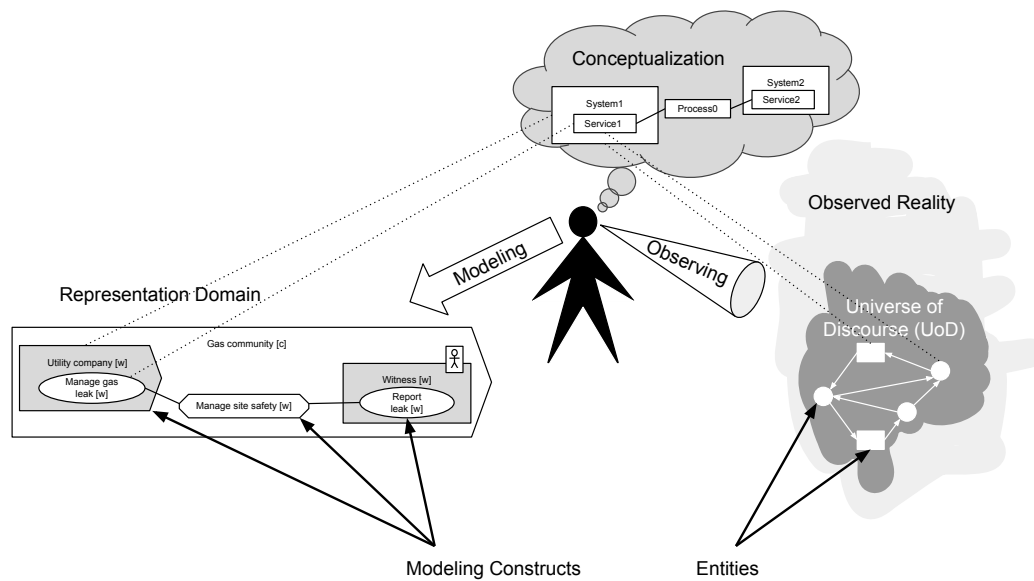 Conceptualization
System1
Service1
Process0
System2
Service2
Observed Reality
Modeling
Observing
Representation Domain
Universe of
Discourse (UoD)
Gas community [c]
Utility company [w]
Manage gas
leak [w]
Manage site safety [w]
Witness [w]
Report
leak [w]
Modeling Constructs
Entities